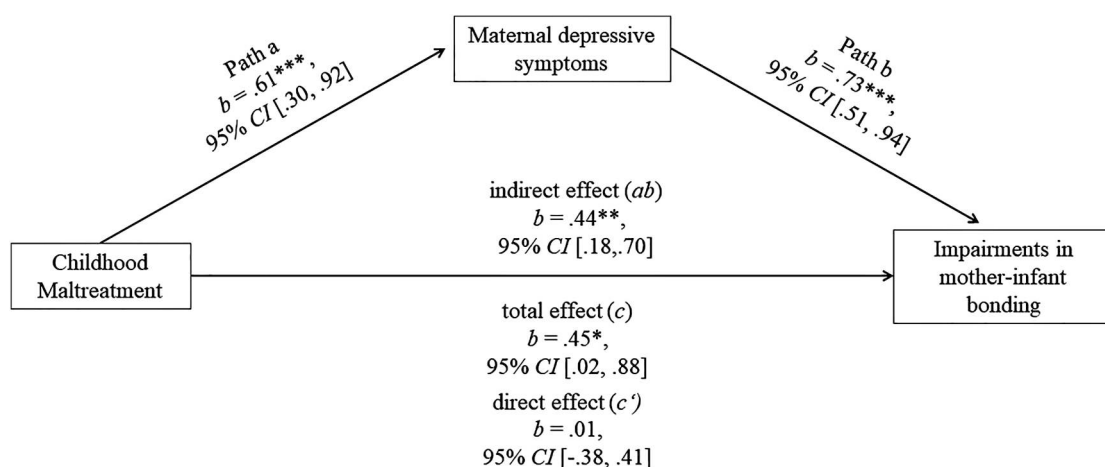 Maternal depressive
symptoms
Path a
b = .61***,
95% CI [.30, .92]
Path b
b = .73***,
95% CI [.51, .94]
indirect effect (ab)
b = .44**,
95% CI [.18,.70]
Childhood
Maltreatment
Impairments in
mother-infant
bonding
total effect (c)
b = .45*,
95% CI [.02, .88]
direct effect (c‘)
b = .01,
95% CI [-.38, .41]